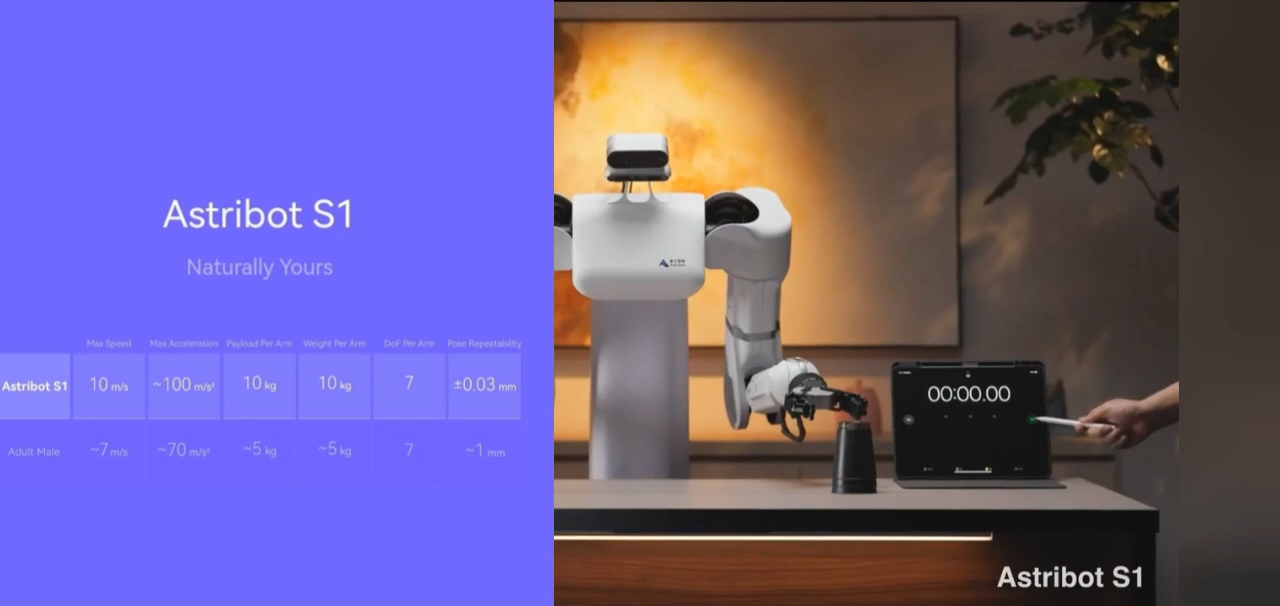 Astribot S1
Naturally Yours
Max Speed Max Acceleration Payload Per Arm Weight Per Arm DoF Per Arm Pose Repeatability
Astribot S1 10 m/s ~100 m/s² 10 kg 10 kg 7 ±0.03 mm
Adult Male ~7 m/s ~70 m/s² ~5 kg ~5 kg 7 ~1 mm
00:00.00
Astribot S1